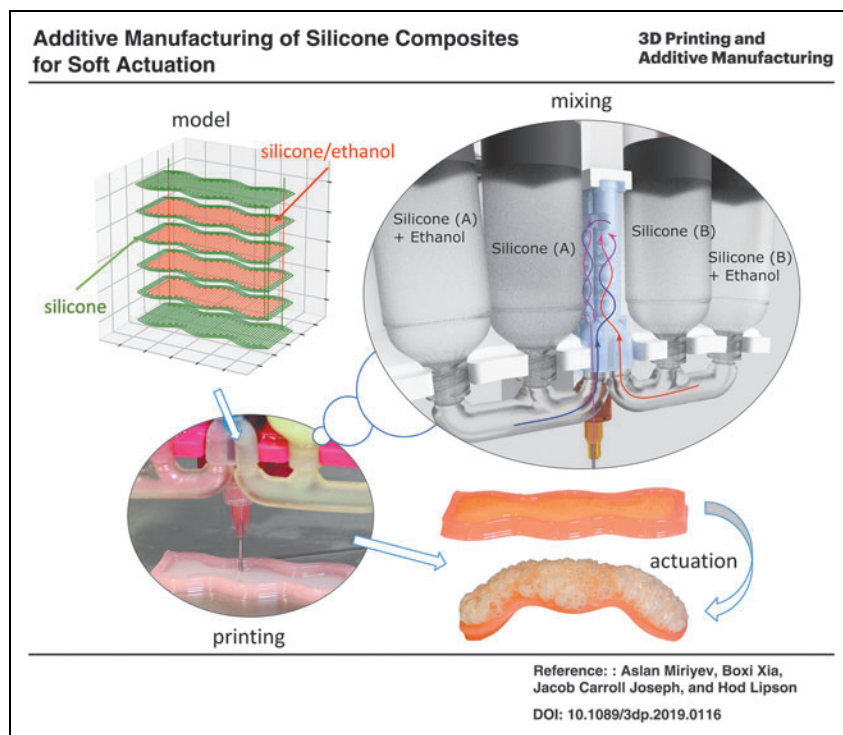 Additive Manufacturing of Silicone Composites
for Soft Actuation
3D Printing and
Additive Manufacturing
model
mixing
silicone/ethanol
silicone
Silicone (A)
+ Ethanol
Silicone (A)
Silicone (B)
Silicone (B)
+ Ethanol
printing
actuation
Reference: : Aslan Miriyev, Boxi Xia,
Jacob Carroll Joseph, and Hod Lipson
DOI: 10.1089/3dp.2019.0116